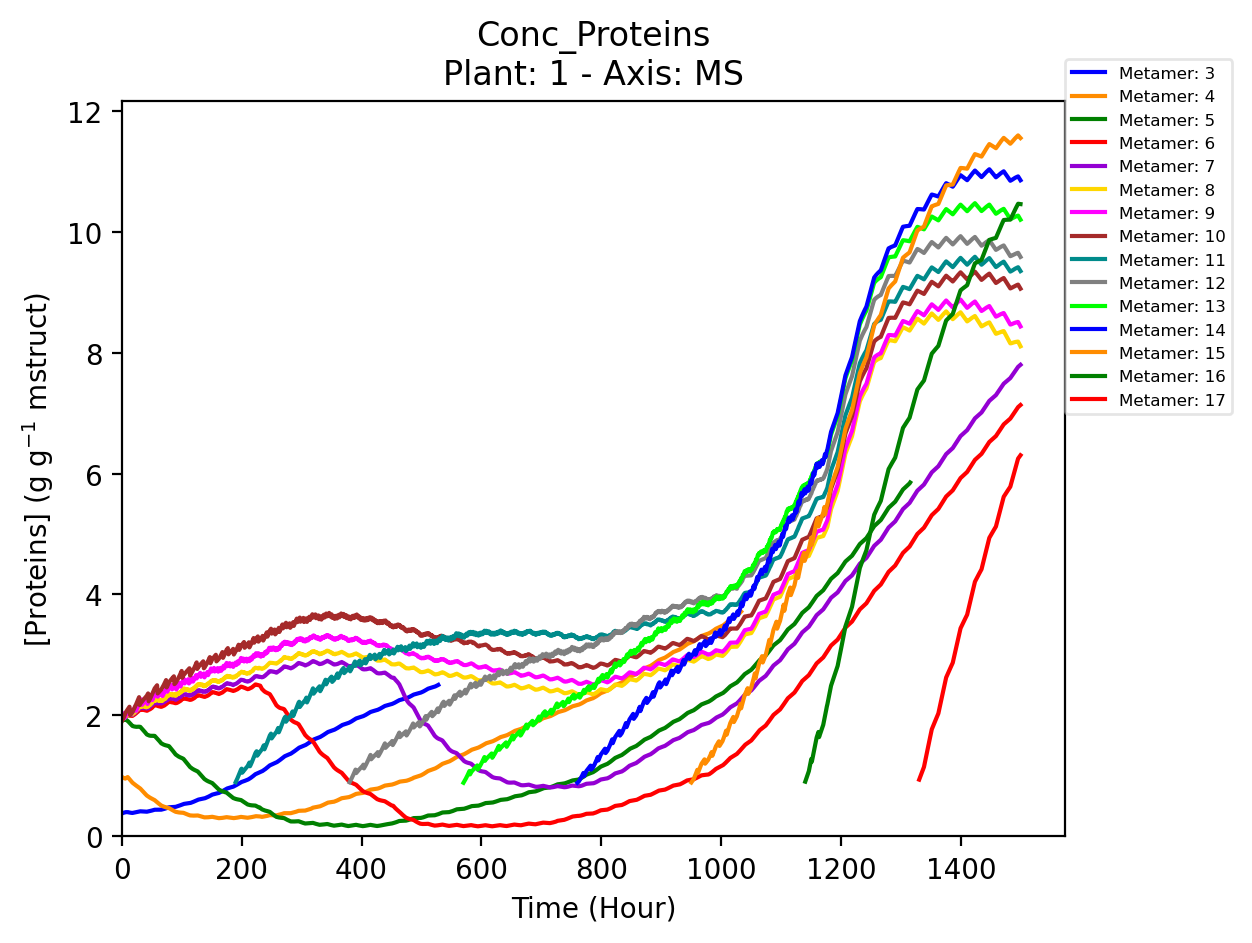 Conc_Proteins
Plant: 1 - Axis: MS
[Proteins] (g g⁻¹ mstruct)
12
10
8
6
4
2
0
0 200 400 600 800 1000 1200 1400
Time (Hour)
Metamer: 3
Metamer: 4
Metamer: 5
Metamer: 6
Metamer: 7
Metamer: 8
Metamer: 9
Metamer: 10
Metamer: 11
Metamer: 12
Metamer: 13
Metamer: 14
Metamer: 15
Metamer: 16
Metamer: 17